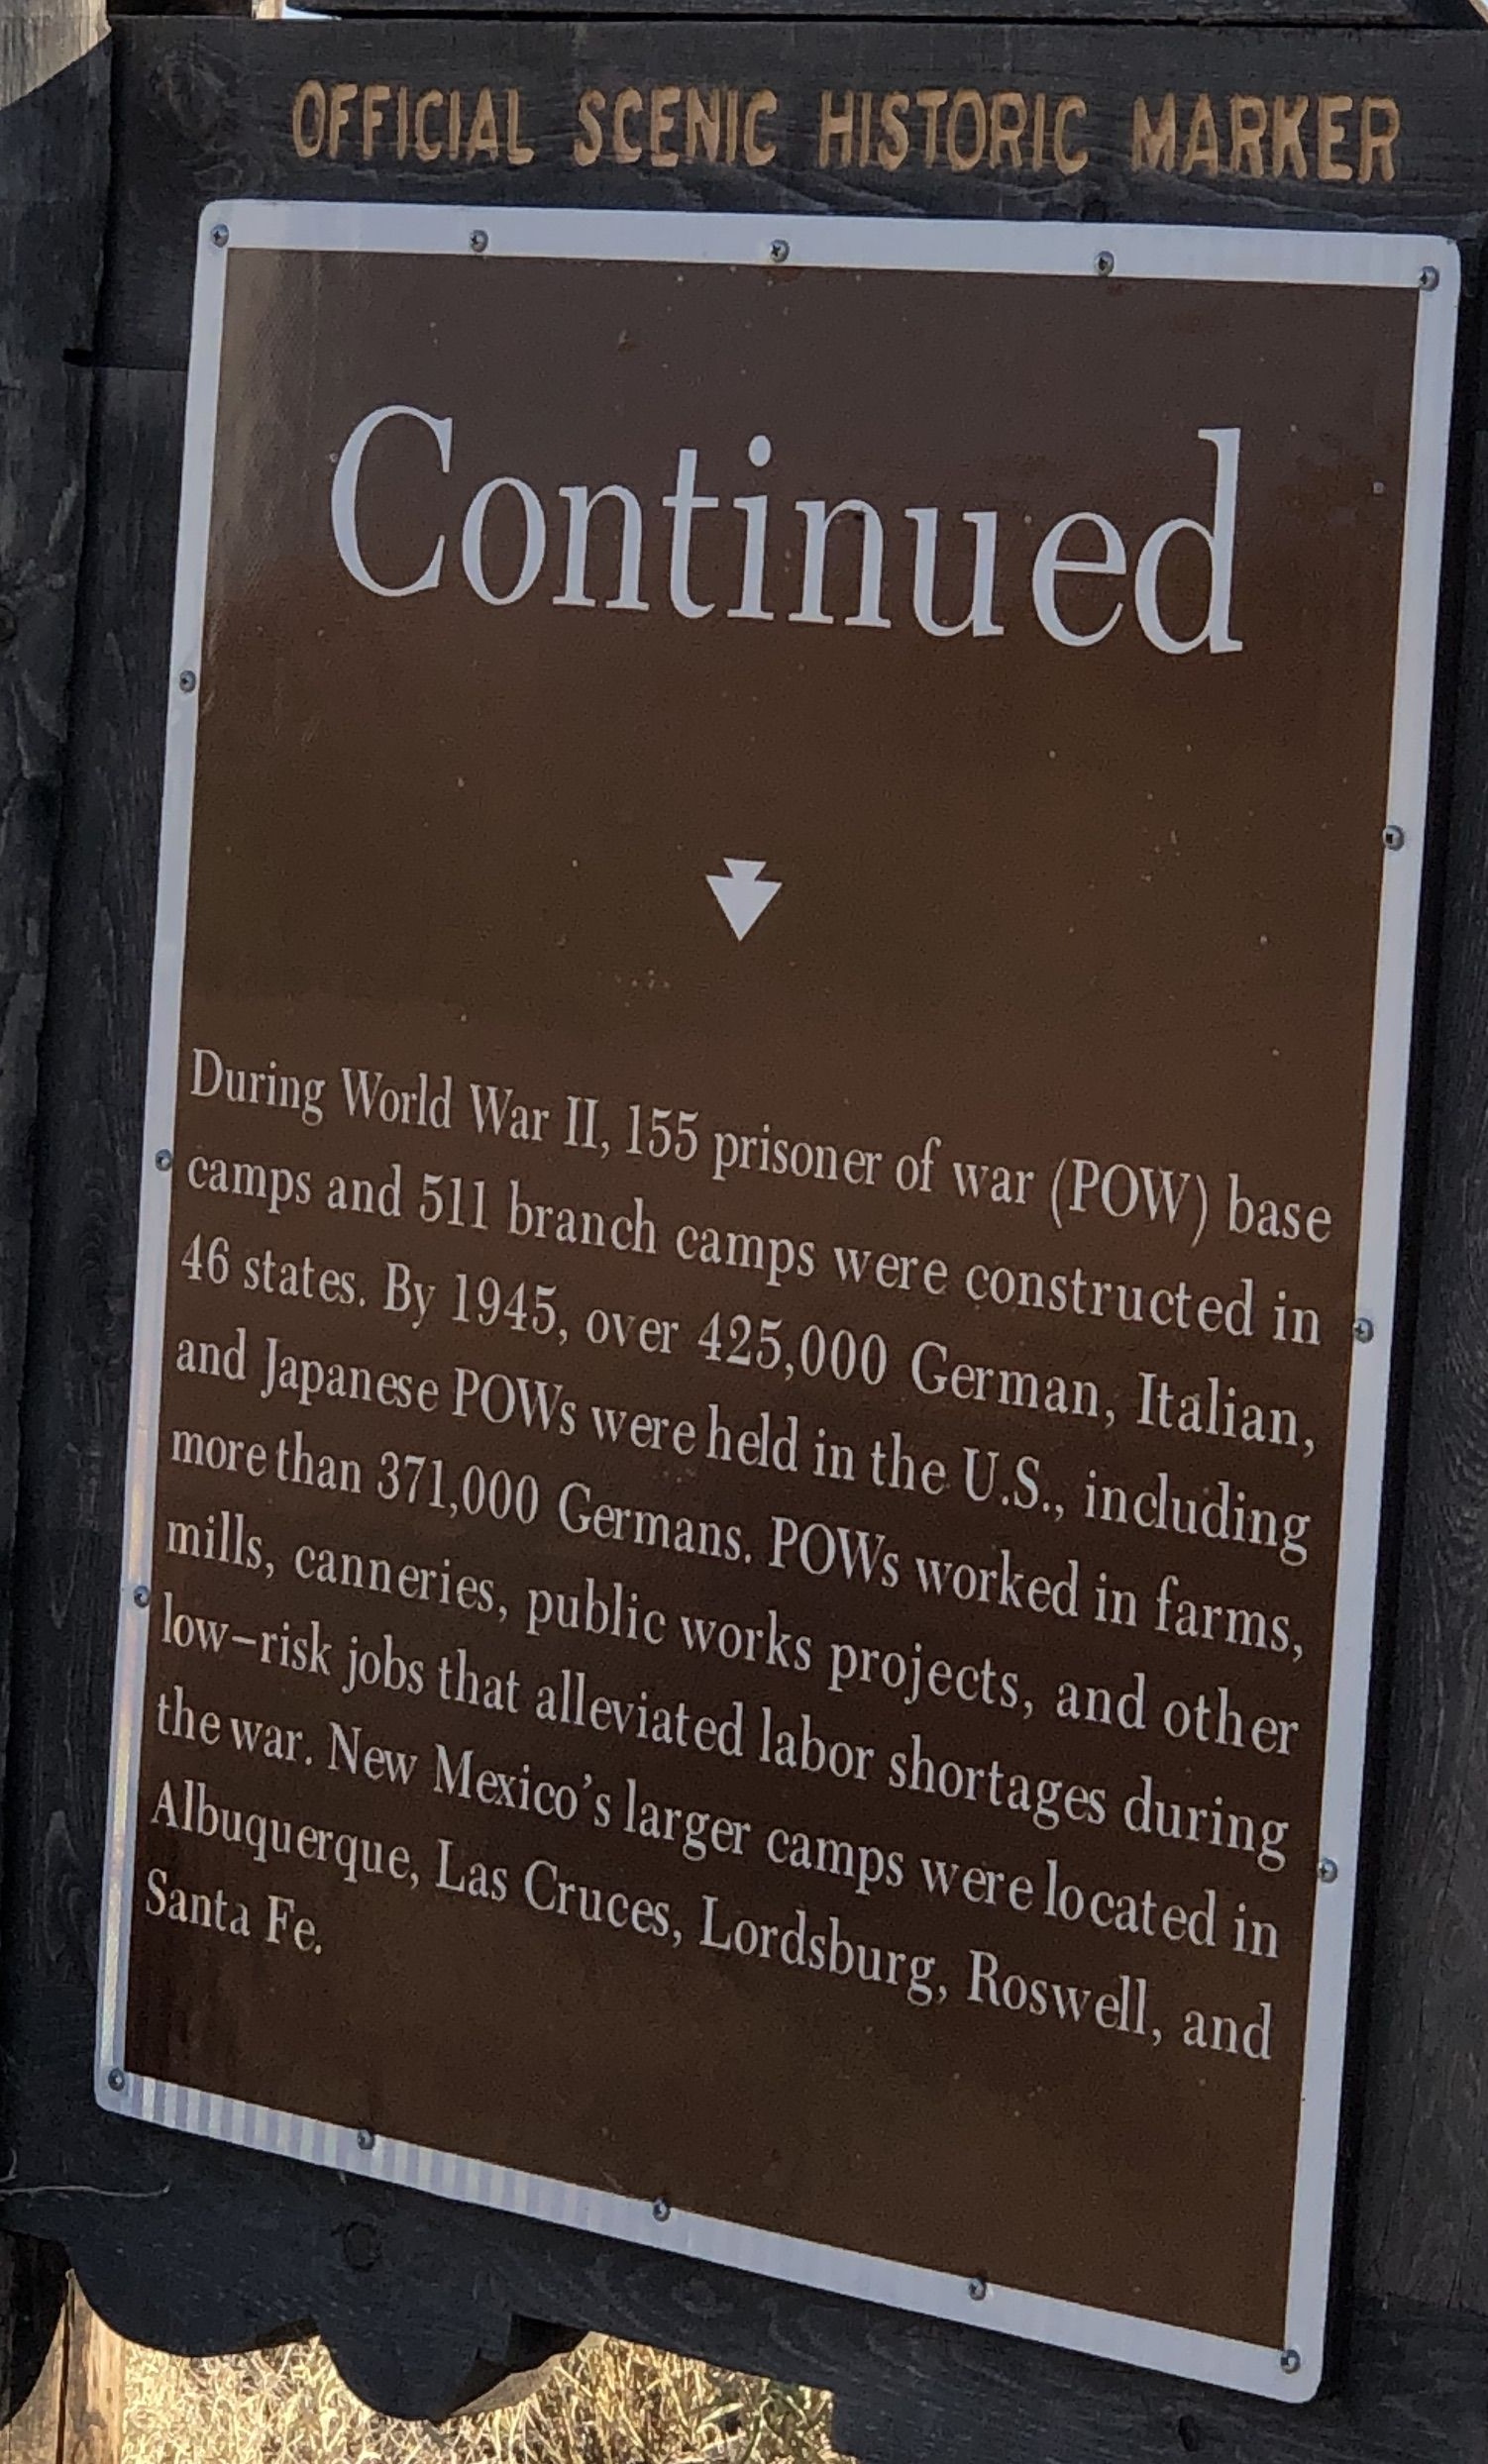 OFFICIAL SCENIC HISTORIC MARKER
Continued
During World War II, 155 prisoner of war (POW) base
camps and 511 branch camps were constructed in
46 states. By 1945, over 425,000 German, Italian,
and Japanese POWs were held in the U.S., including
more than 371,000 Germans. POWs worked in farms,
mills, canneries, public works projects, and other
low–risk jobs that alleviated labor shortages during
the war. New Mexico's larger camps were located in
Albuquerque, Las Cruces, Lordsburg, Roswell, and
Santa Fe.